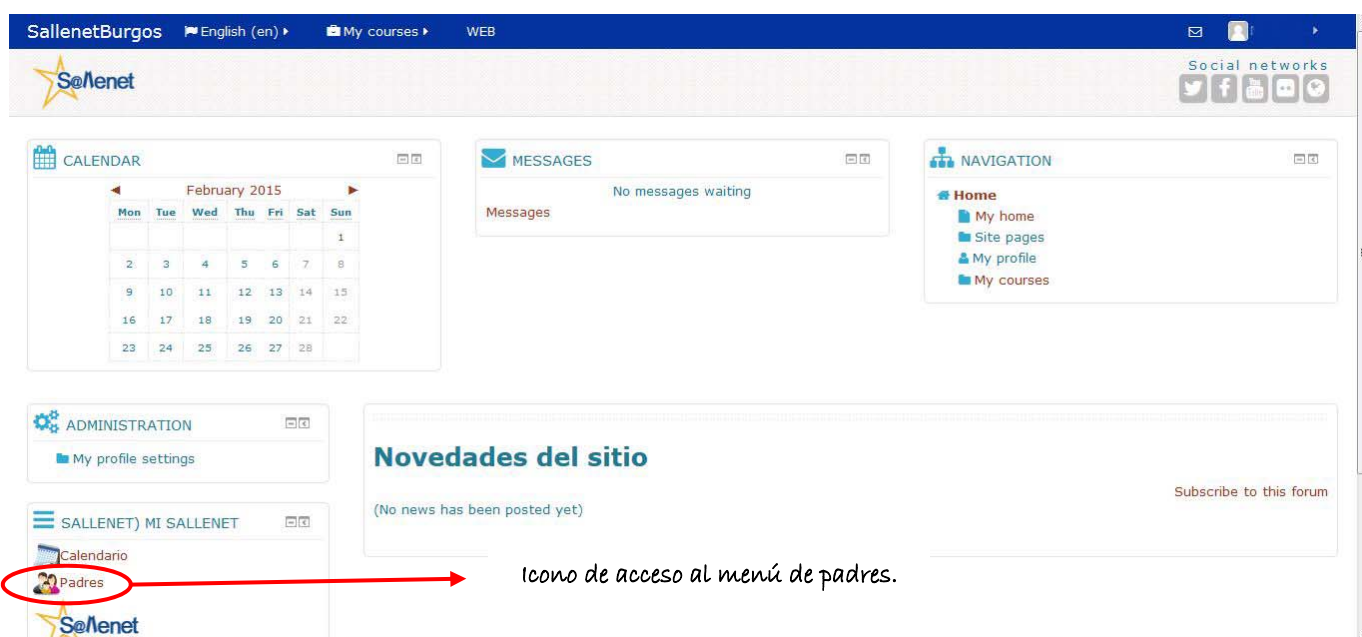 SallenetBurgos English (en) My courses WEB
S@llenet
Social networks
CALENDAR
February 2015
Mon Tue Wed Thu Fri Sat Sun
1
2 3 4 5 6 7 8
9 10 11 12 13 14 15
16 17 18 19 20 21 22
23 24 25 26 27 28
MESSAGES
No messages waiting
Messages
NAVIGATION
Home
My home
Site pages
My profile
My courses
ADMINISTRATION
My profile settings
Novedades del sitio
Subscribe to this forum
(No news has been posted yet)
SALLENET) MI SALLENET
Calendario
Padres
Icono de acceso al menú de padres.
S@llenet